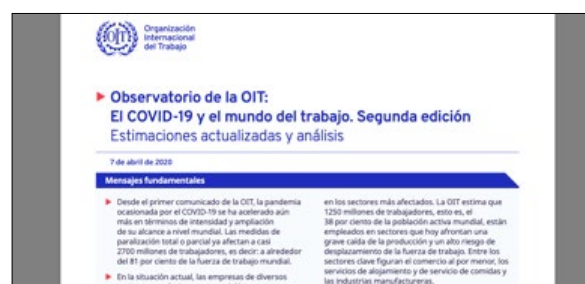 Organización
Internacional
del Trabajo
Observatorio de la OIT:
El COVID-19 y el mundo del trabajo. Segunda edición
Estimaciones actualizadas y análisis
7 de abril de 2020
Mensajes fundamentales
Desde el primer comunicado de la OIT, la pandemia
ocasionada por el COVID-19 se ha acelerado aún
más en términos de intensidad y ampliación
de su alcance a nivel mundial. Las medidas de
paralización total o parcial ya afectan a casi
2700 millones de trabajadores, es decir: a alrededor
del 81 por ciento de la fuerza de trabajo mundial.
En la situación actual, las empresas de diversos
en los sectores más afectados. La OIT estima que
1250 millones de trabajadores, esto es, el
38 por ciento de la población activa mundial, están
empleados en sectores que hoy afrontan una
grave caída de la producción y un alto riesgo de
desplazamiento de la fuerza de trabajo. Entre los
sectores clave figuran el comercio al por menor, los
servicios de alojamiento y de servicio de comidas y
las industrias manufactureras.